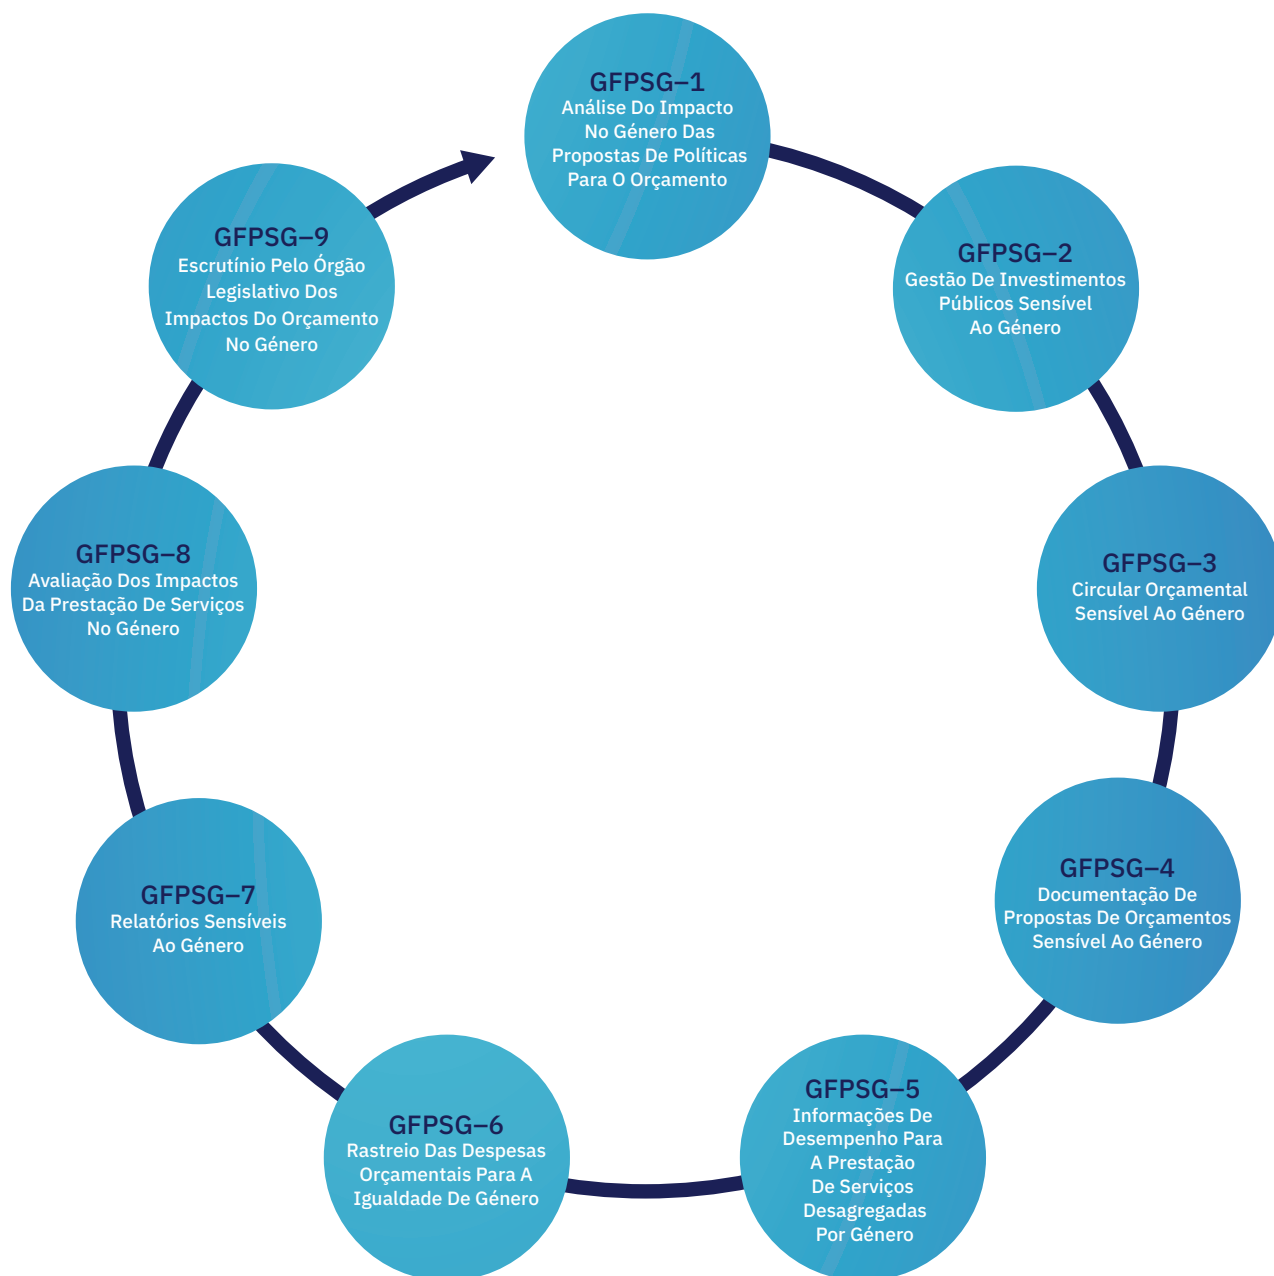 GFPSG–1
Análise Do Impacto
No Género Das
Propostas De Políticas
Para O Orçamento
GFPSG–2
Gestão De Investimentos
Públicos Sensível
Ao Género
GFPSG–3
Circular Orçamental
Sensível Ao Género
GFPSG–4
Documentação De
Propostas De Orçamentos
Sensível Ao Género
GFPSG–5
Informações De
Desempenho Para
A Prestação
De Serviços
Desagregadas
Por Género
GFPSG–6
Rastreio Das Despesas
Orçamentais Para A
Igualdade De Género
GFPSG–7
Relatórios Sensíveis
Ao Género
GFPSG–8
Avaliação Dos Impactos
Da Prestação De Serviços
No Género
GFPSG–9
Escrutínio Pelo Órgão
Legislativo Dos
Impactos Do Orçamento
No Género